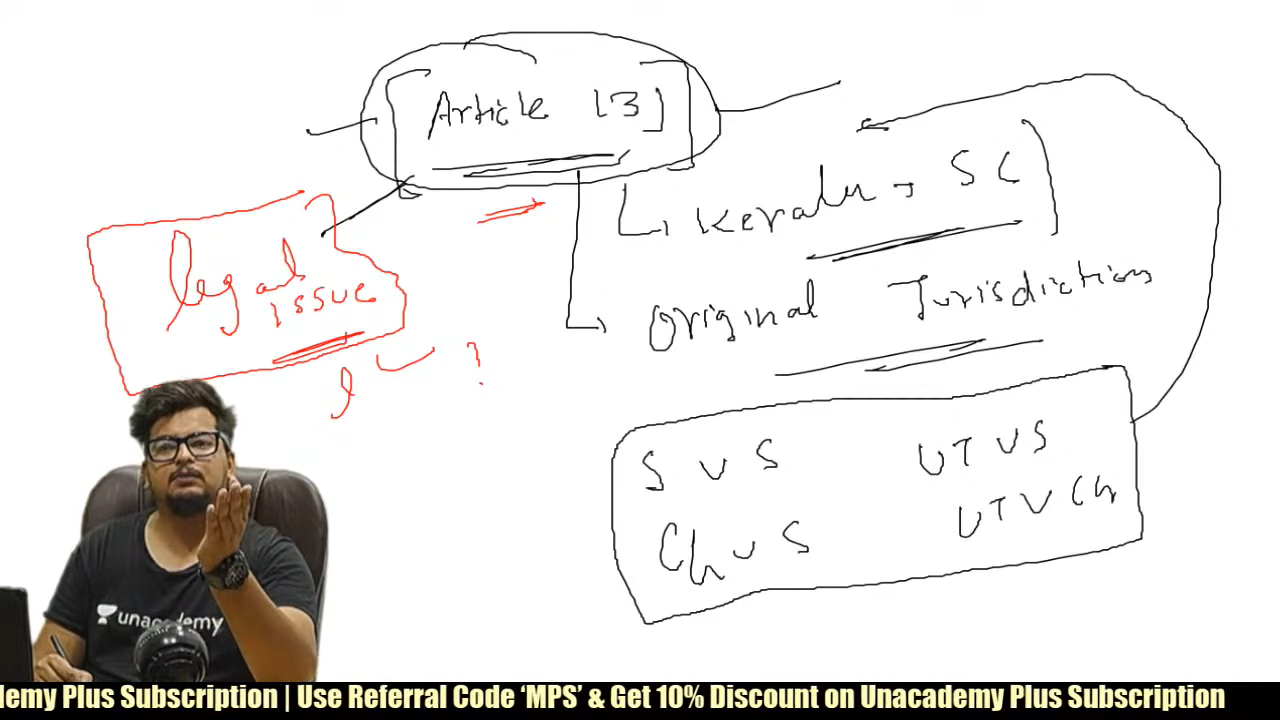 Article 131
Kerala → SC
legal
issue
?
Original Jurisdiction
S v S
UT v S
Ch v S
UT v Ch
unacademy
demy Plus Subscription | Use Referral Code ‘MPS’ & Get 10% Discount on Unacademy Plus Subscription